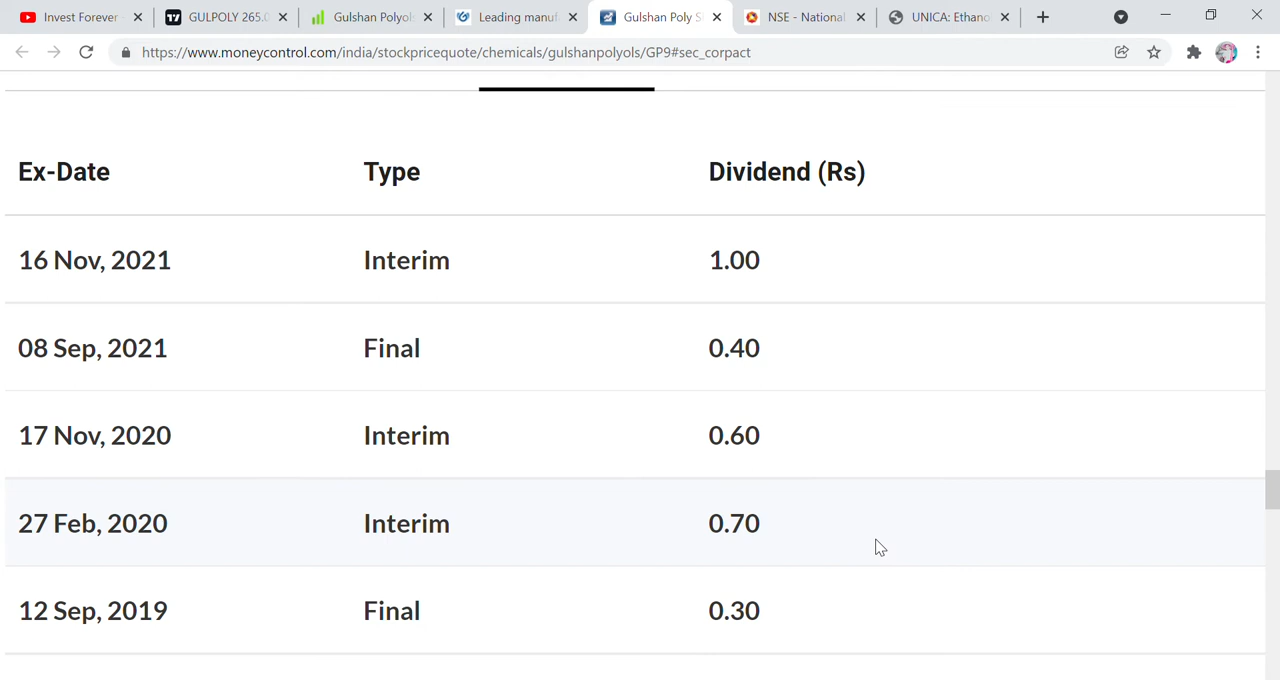 Invest Forever
GULPOLY 265.0
Gulshan Polyol
Leading manuf
Gulshan Poly S
NSE - National
UNICA: Ethano
https://www.moneycontrol.com/india/stockpricequote/chemicals/gulshanpolyols/GP9#sec_corpact
Ex-Date Type Dividend (Rs)
16 Nov, 2021 Interim 1.00
08 Sep, 2021 Final 0.40
17 Nov, 2020 Interim 0.60
27 Feb, 2020 Interim 0.70
12 Sep, 2019 Final 0.30